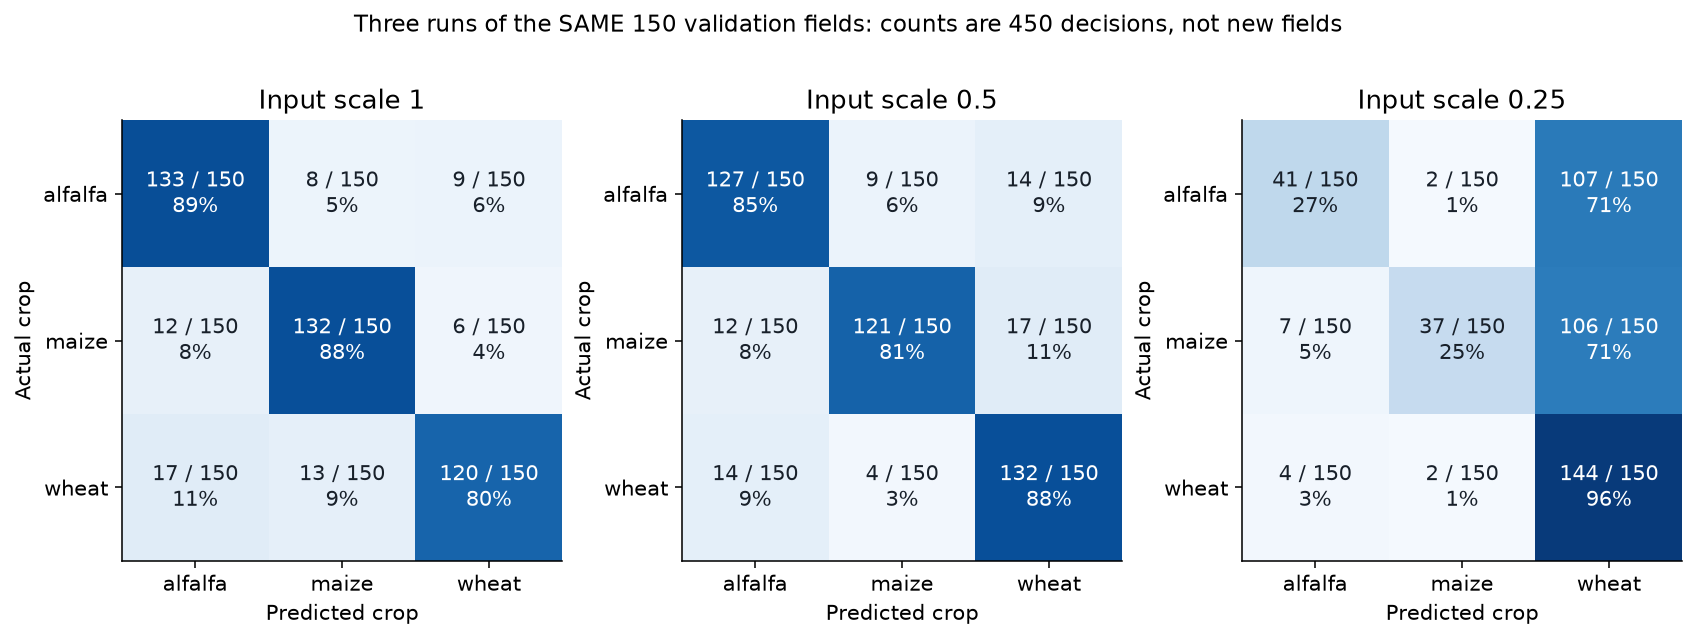 Three runs of the SAME 150 validation fields: counts are 450 decisions, not new fields
Input scale 1
Actual crop
alfalfa
133 / 150
89%
8 / 150
5%
9 / 150
6%
maize
12 / 150
8%
132 / 150
88%
6 / 150
4%
wheat
17 / 150
11%
13 / 150
9%
120 / 150
80%
alfalfa
maize
wheat
Predicted crop
Input scale 0.5
Actual crop
alfalfa
127 / 150
85%
9 / 150
6%
14 / 150
9%
maize
12 / 150
8%
121 / 150
81%
17 / 150
11%
wheat
14 / 150
9%
4 / 150
3%
132 / 150
88%
alfalfa
maize
wheat
Predicted crop
Input scale 0.25
Actual crop
alfalfa
41 / 150
27%
2 / 150
1%
107 / 150
71%
maize
7 / 150
5%
37 / 150
25%
106 / 150
71%
wheat
4 / 150
3%
2 / 150
1%
144 / 150
96%
alfalfa
maize
wheat
Predicted crop